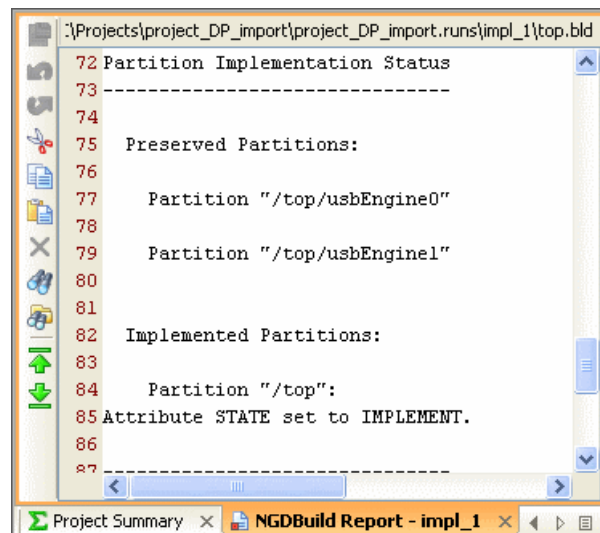 :\Projects\project_DP_import\project_DP_import.runs\impl_1\top.bld
72 Partition Implementation Status
73 -------------------------------
74
75 Preserved Partitions:
76
77 Partition "/top/usbEngine0"
78
79 Partition "/top/usbEngine1"
80
81
82 Implemented Partitions:
83
84 Partition "/top":
85 Attribute STATE set to IMPLEMENT.
86
87 -------------------------------
Project Summary NGDBuild Report - impl_1